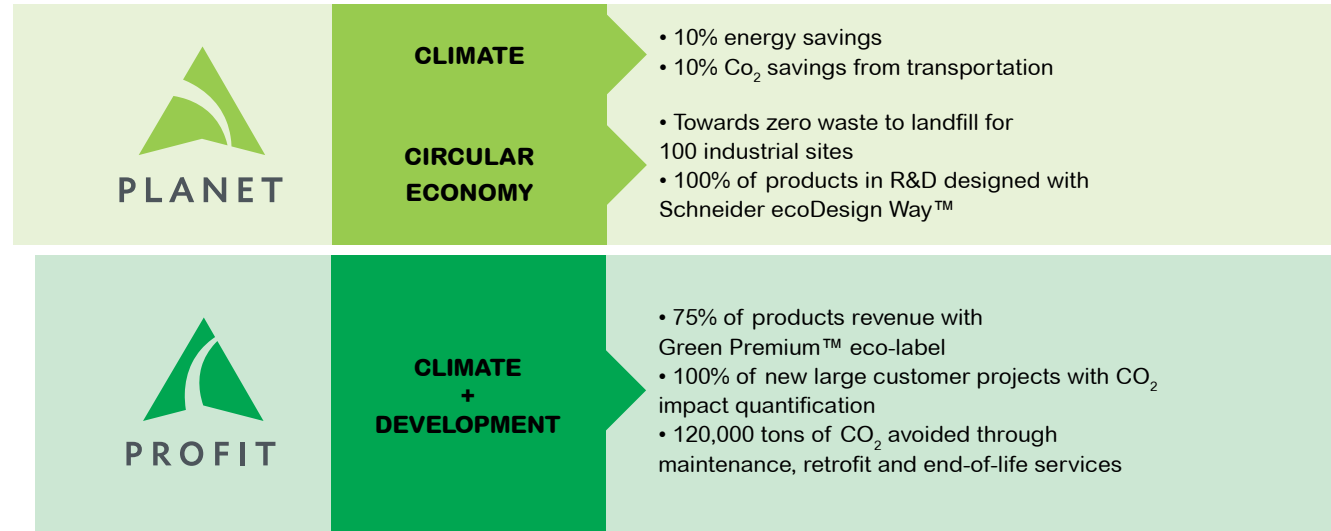 PLANET
CLIMATE
• 10% energy savings
• 10% Co₂ savings from transportation
CIRCULAR
ECONOMY
• Towards zero waste to landfill for
100 industrial sites
• 100% of products in R&D designed with
Schneider ecoDesign Way™
PROFIT
CLIMATE
+
DEVELOPMENT
• 75% of products revenue with
Green Premium™ eco-label
• 100% of new large customer projects with CO₂
impact quantification
• 120,000 tons of CO₂ avoided through
maintenance, retrofit and end-of-life services